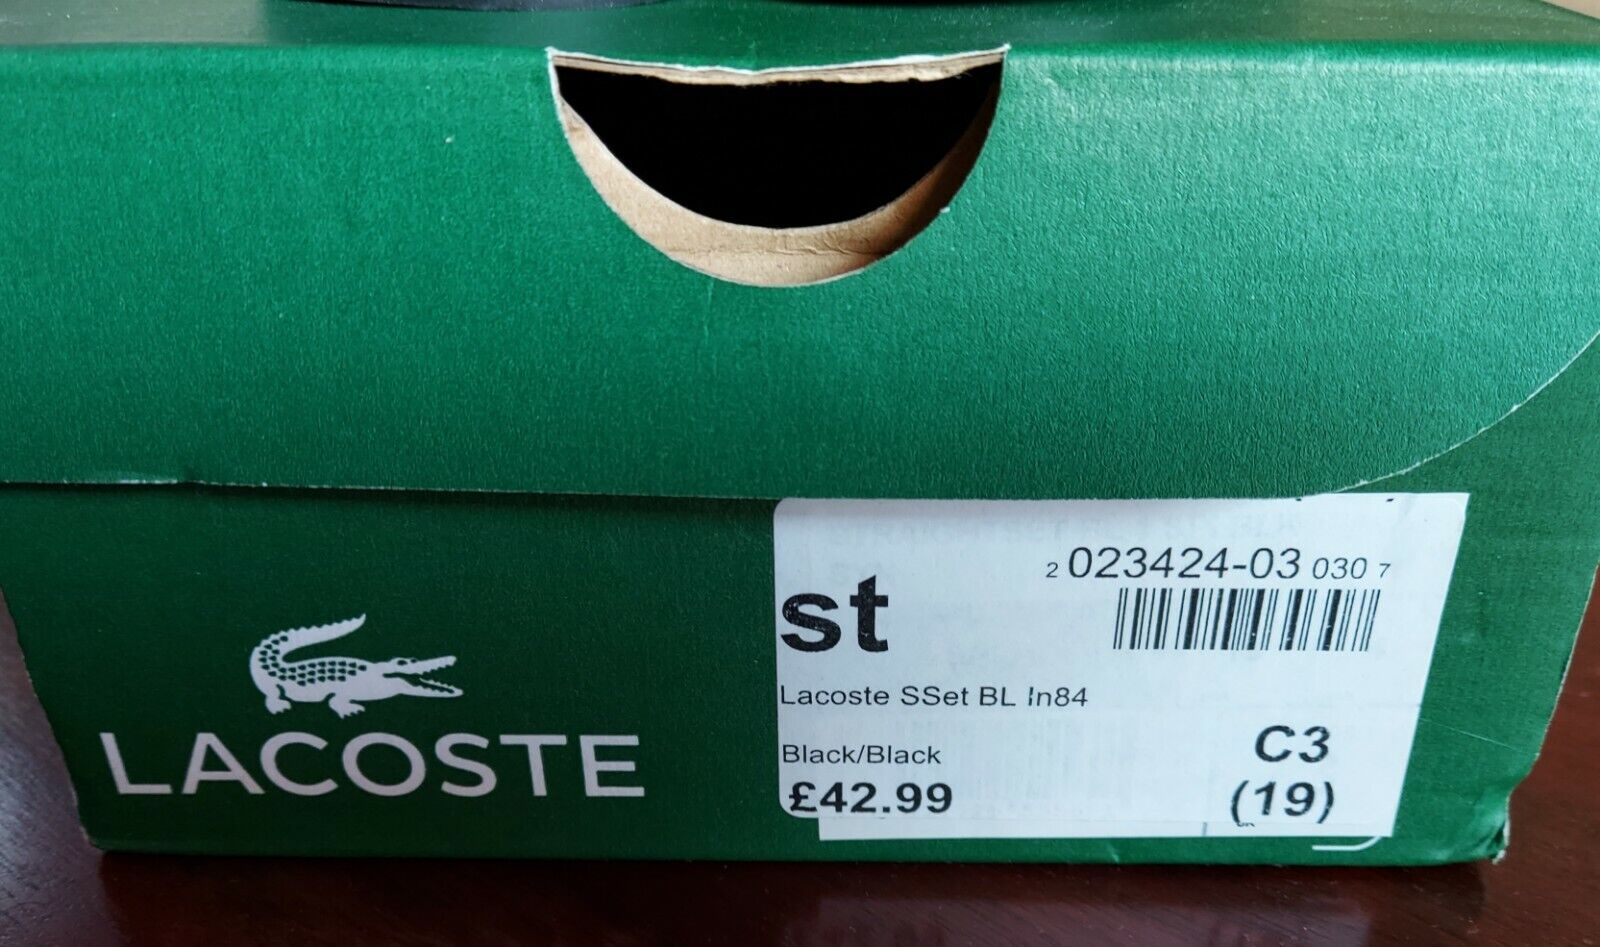 LACOSTE
st
2 023424-03 030 7
Lacoste SSet BL In84
Black/Black
£42.99
C3
(19)